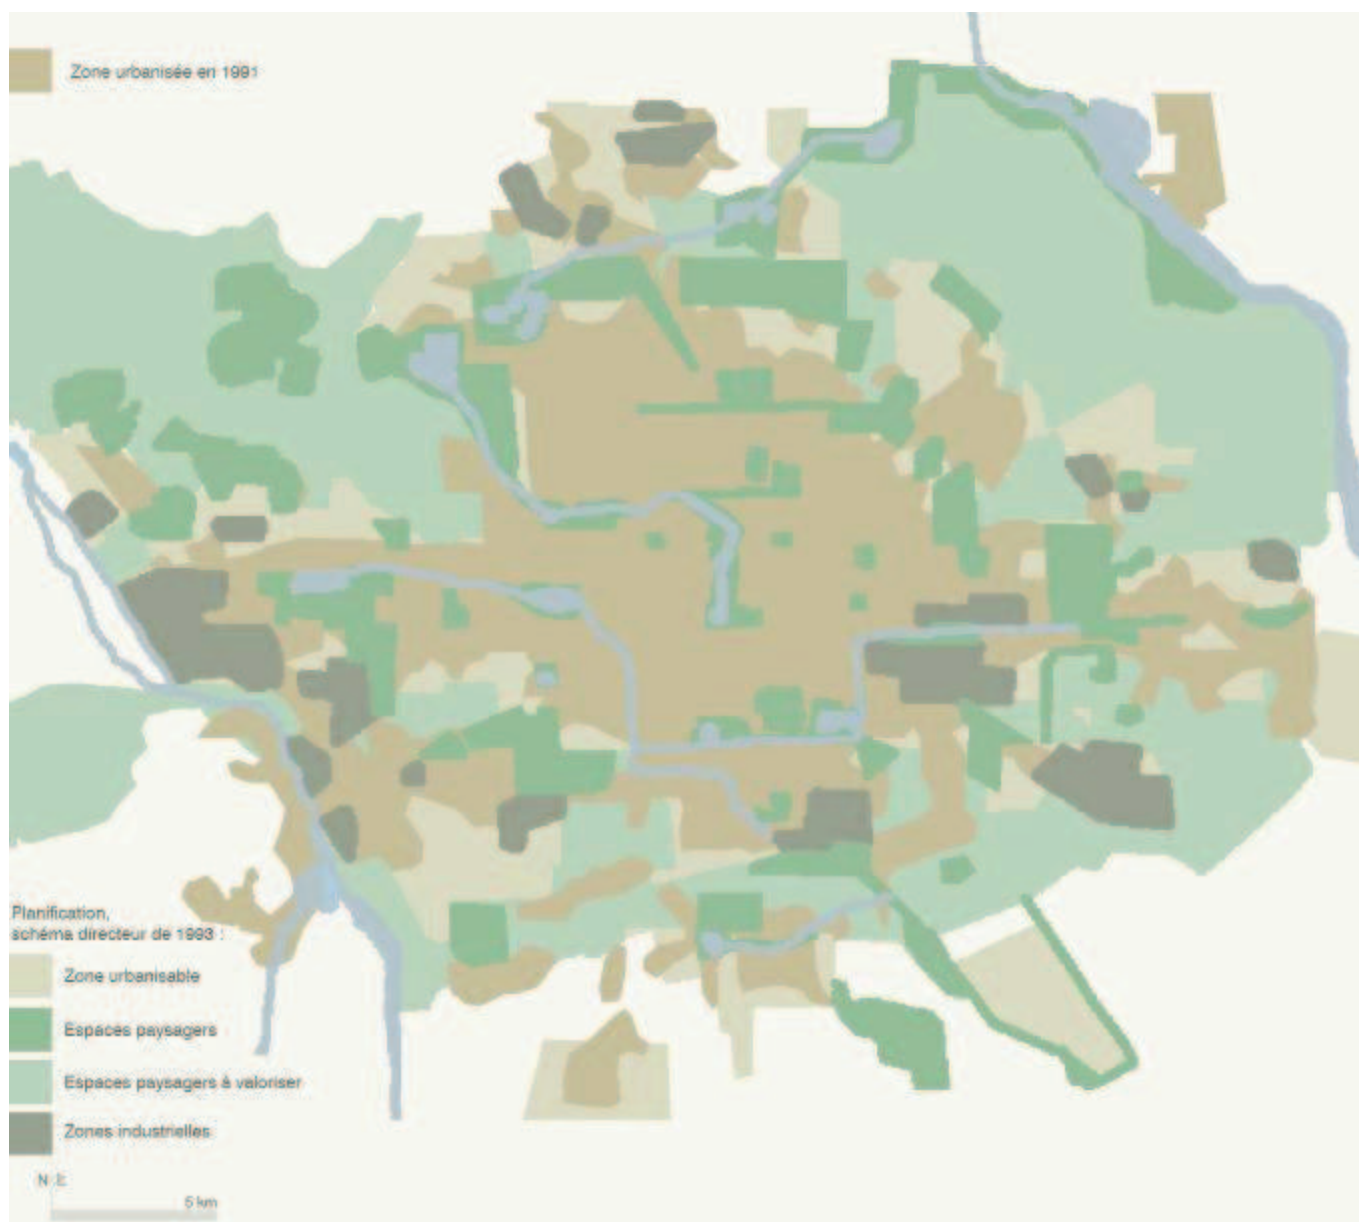 Zone urbanisée en 1991
Planification,
schéma directeur de 1993 :
Zone urbanisable
Espaces paysagers
Espaces paysagers à valoriser
Zones industrielles
5 km